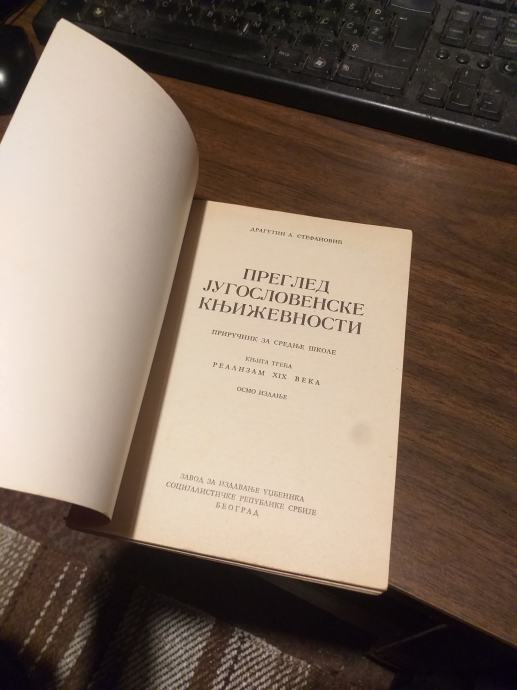 ДРАГУТИН А. СТЕФАНОВИЋ
ПРЕГЛЕД
ЈУГОСЛОВЕНСКЕ
КЊИЖЕВНОСТИ
ПРИРУЧНИК ЗА СРЕДЊЕ ШКОЛЕ
КЊИГА ТРЕЋА
РЕАЛИЗАМ XIX ВЕКА
ОСМО ИЗДАЊЕ
ЗАВОД ЗА ИЗДАВАЊЕ УЏБЕНИКА
СОЦИЈАЛИСТИЧКЕ РЕПУБЛИКЕ СРБИЈЕ
БЕОГРАД